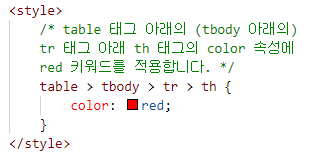 <style>
/* table 태그 아래의 (tbody 아래의)
tr 태그 아래 th 태그의 color 속성에
red 키워드를 적용합니다. */
table > tbody > tr > th {
color: red;
}
</style>